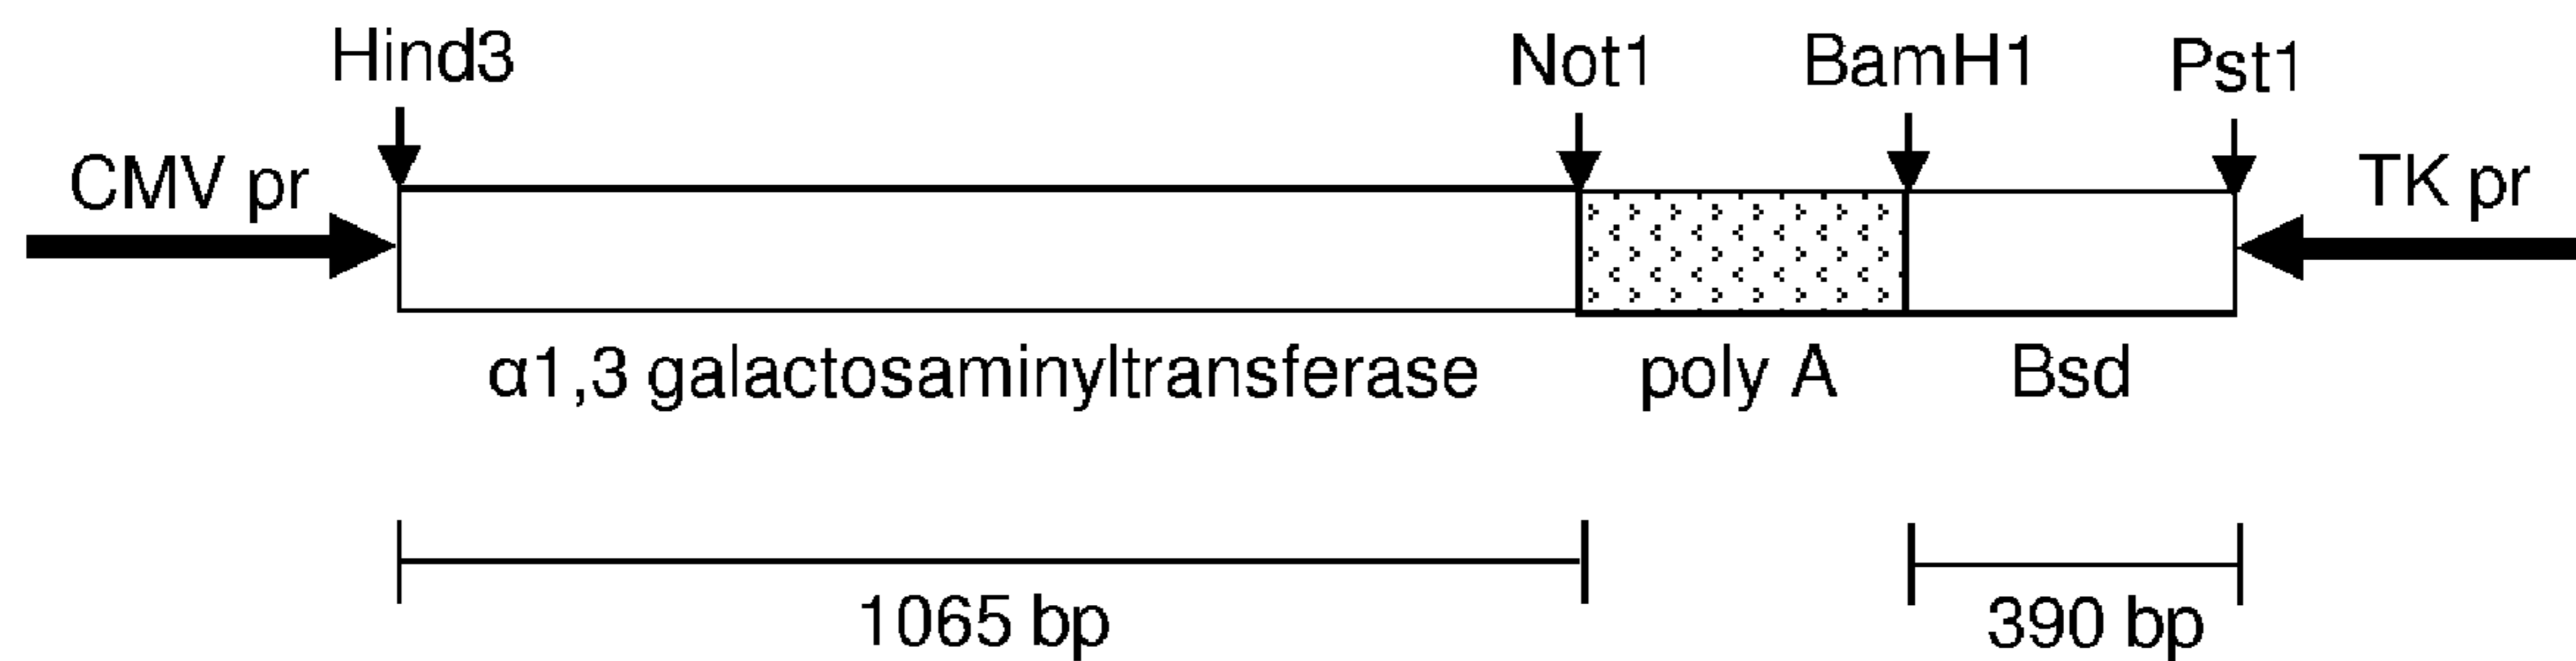 Hind3
Not1
BamH1
Pst1
CMV pr
TK pr
α1,3 galactosaminyltransferase
poly A
Bsd
1065 bp
390 bp